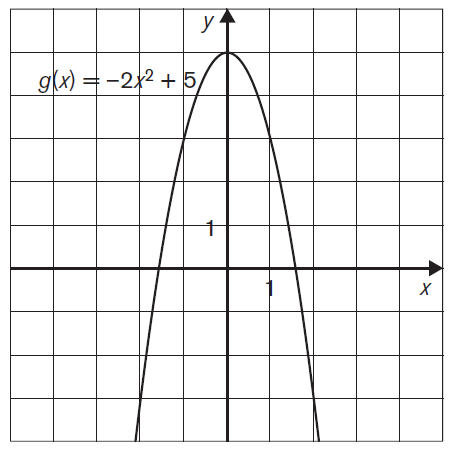 y
g(x) = −2x² + 5
1
1
x